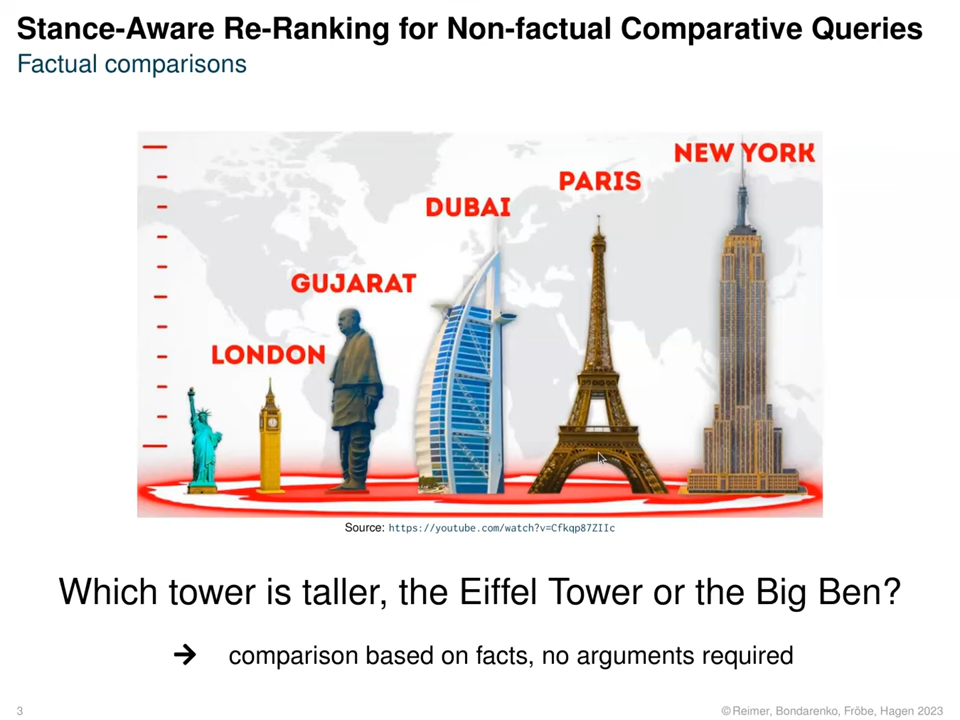 Stance-Aware Re-Ranking for Non-factual Comparative Queries
Factual comparisons
NEW YORK
PARIS
DUBAI
GUJARAT
LONDON
Source: https://youtube.com/watch?v=Cfkqp87ZIIc
Which tower is taller, the Eiffel Tower or the Big Ben?
➔ comparison based on facts, no arguments required
3
© Reimer, Bondarenko, Fröbe, Hagen 2023